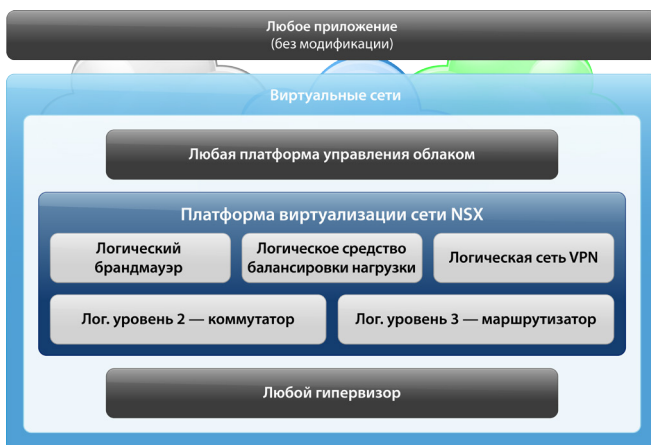 Любое приложение
(без модификации)
Виртуальные сети
Любая платформа управления облаком
Платформа виртуализации сети NSX
Логический
брандмауэр
Логическое средство
балансировки нагрузки
Логическая сеть VPN
Лог. уровень 2 — коммутатор
Лог. уровень 3 — маршрутизатор
Любой гипервизор